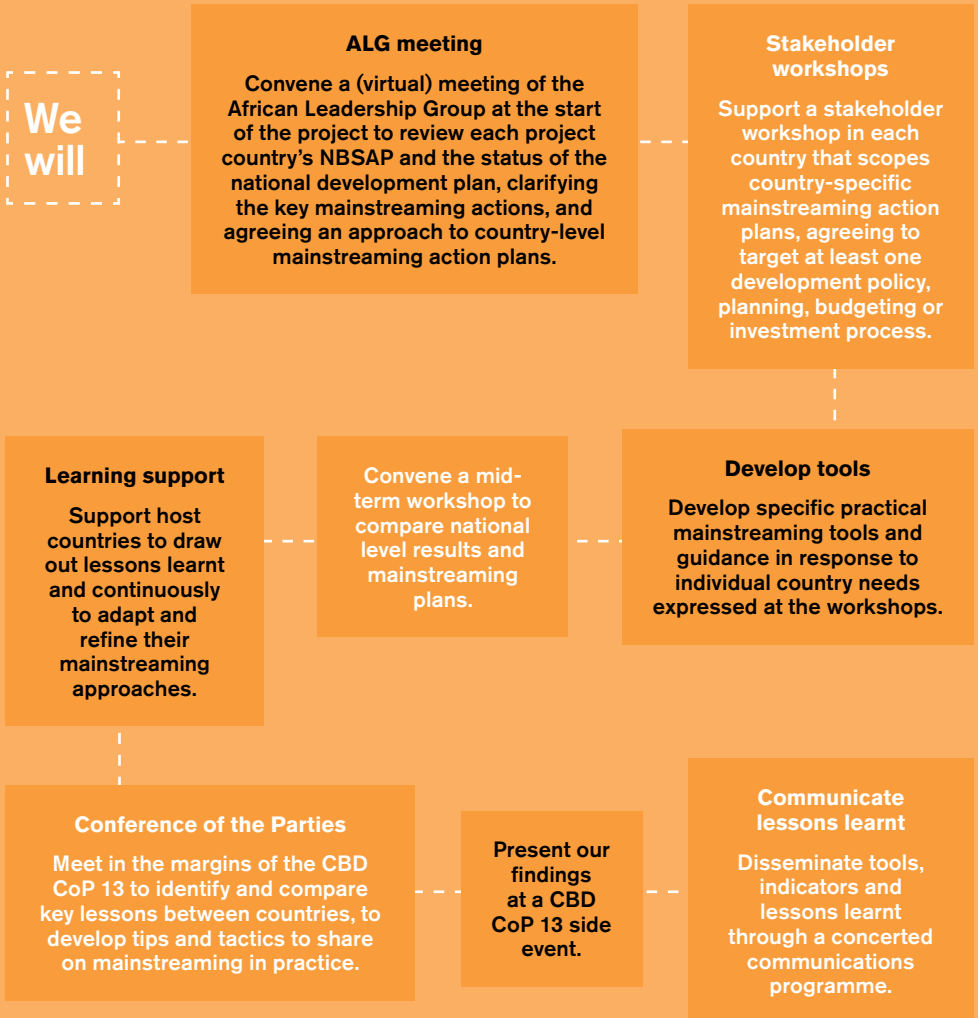 We
will
ALG meeting
Convene a (virtual) meeting of the
African Leadership Group at the start
of the project to review each project
country's NBSAP and the status of the
national development plan, clarifying
the key mainstreaming actions, and
agreeing an approach to country-level
mainstreaming action plans.
Stakeholder
workshops
Support a stakeholder
workshop in each
country that scopes
country-specific
mainstreaming action
plans, agreeing to
target at least one
development policy,
planning, budgeting or
investment process.
Develop tools
Develop specific practical
mainstreaming tools and
guidance in response to
individual country needs
expressed at the workshops.
Convene a mid-
term workshop to
compare national
level results and
mainstreaming
plans.
Learning support
Support host
countries to draw
out lessons learnt
and continuously
to adapt and
refine their
mainstreaming
approaches.
Conference of the Parties
Meet in the margins of the CBD
CoP 13 to identify and compare
key lessons between countries, to
develop tips and tactics to share
on mainstreaming in practice.
Present our
findings
at a CBD
CoP 13 side
event.
Communicate
lessons learnt
Disseminate tools,
indicators and
lessons learnt
through a concerted
communications
programme.